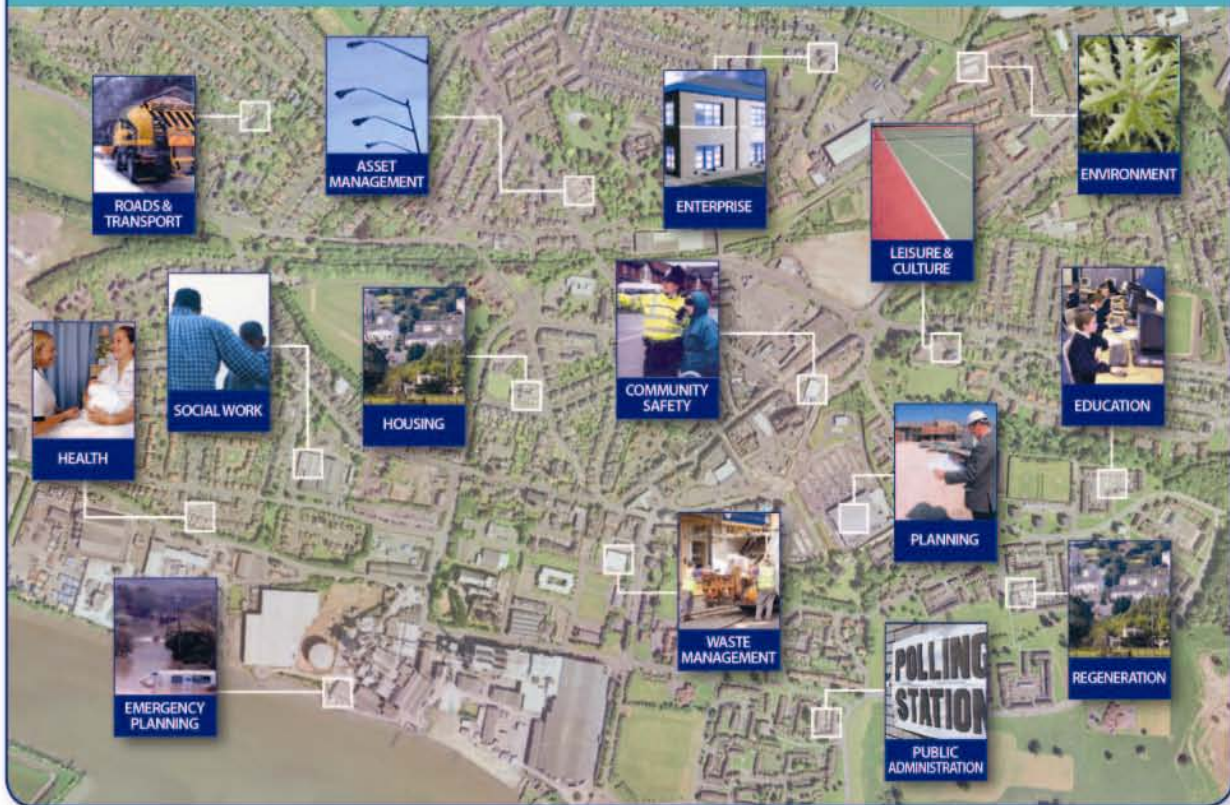 ROADS &
TRANSPORT
ASSET
MANAGEMENT
ENTERPRISE
LEISURE &
CULTURE
ENVIRONMENT
HEALTH
SOCIAL WORK
HOUSING
COMMUNITY
SAFETY
EDUCATION
PLANNING
EMERGENCY
PLANNING
WASTE
MANAGEMENT
POLLING
STATION
PUBLIC
ADMINISTRATION
REGENERATION